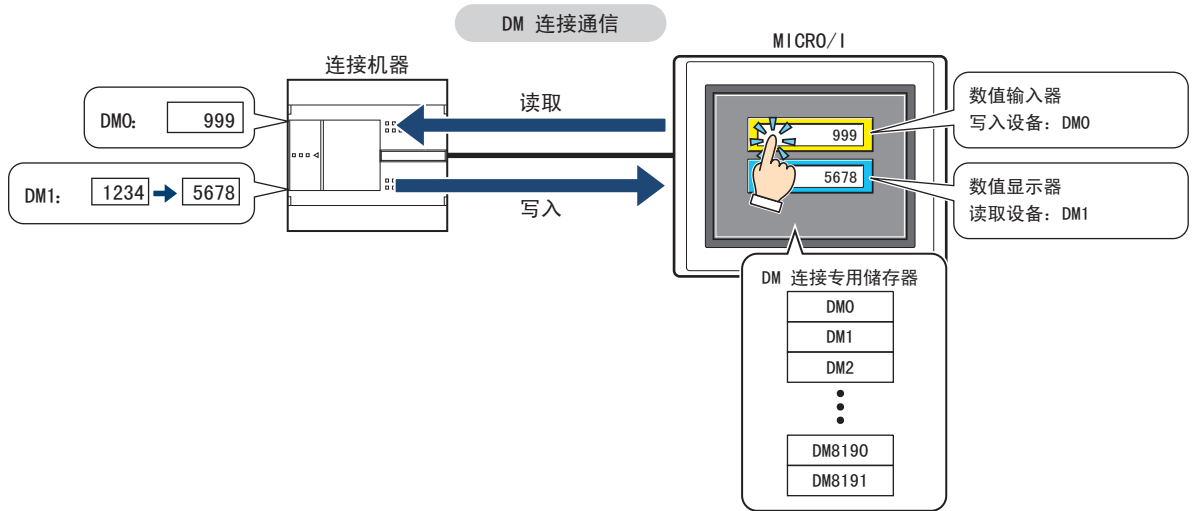 DM 连接通信
MICRO/I
连接机器
读取
写入
DM0: 999
DM1: 1234 5678
999
5678
数值输入器
写入设备: DM0
数值显示器
读取设备: DM1
DM 连接专用储存器
DM0
DM1
DM2
DM8190
DM8191